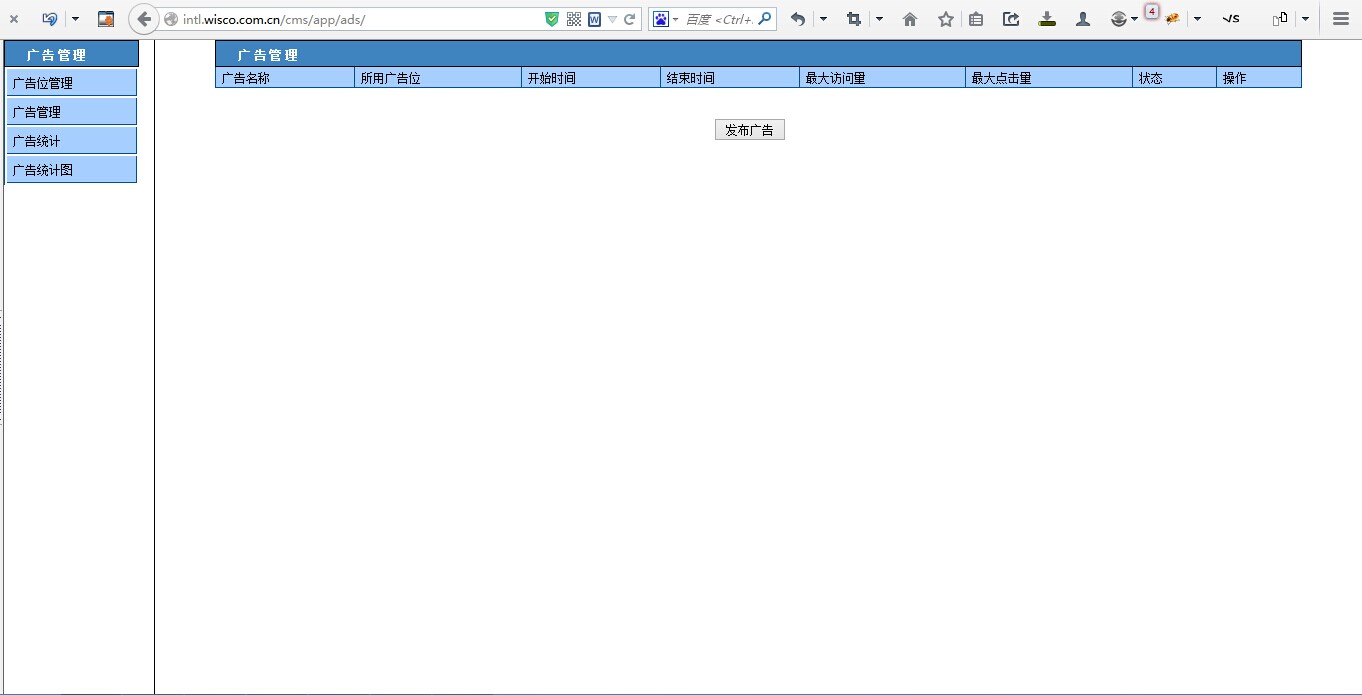 intl.wisco.com.cn/cms/app/ads/
百度 <Ctrl+.
4
广告管理
广告位管理
广告管理
广告统计
广告统计图
广告管理
广告名称 所用广告位 开始时间 结束时间 最大访问量 最大点击量 状态 操作
发布广告